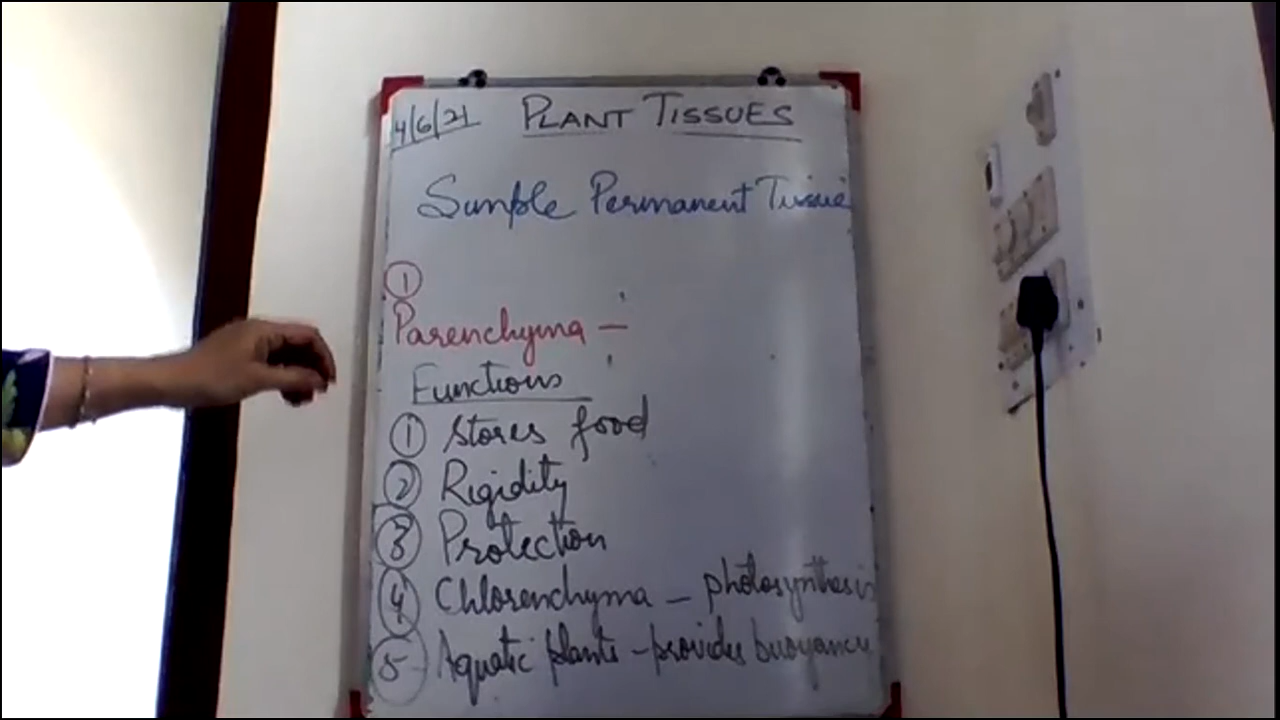 4/6/21 PLANT TISSUES
Simple Permanent Tissue
①
Parenchyma –
Functions
① Stores food
② Rigidity
③ Protection
④ Chlorenchyma – photosynthesis
⑤ Aquatic plants – provides buoyancy